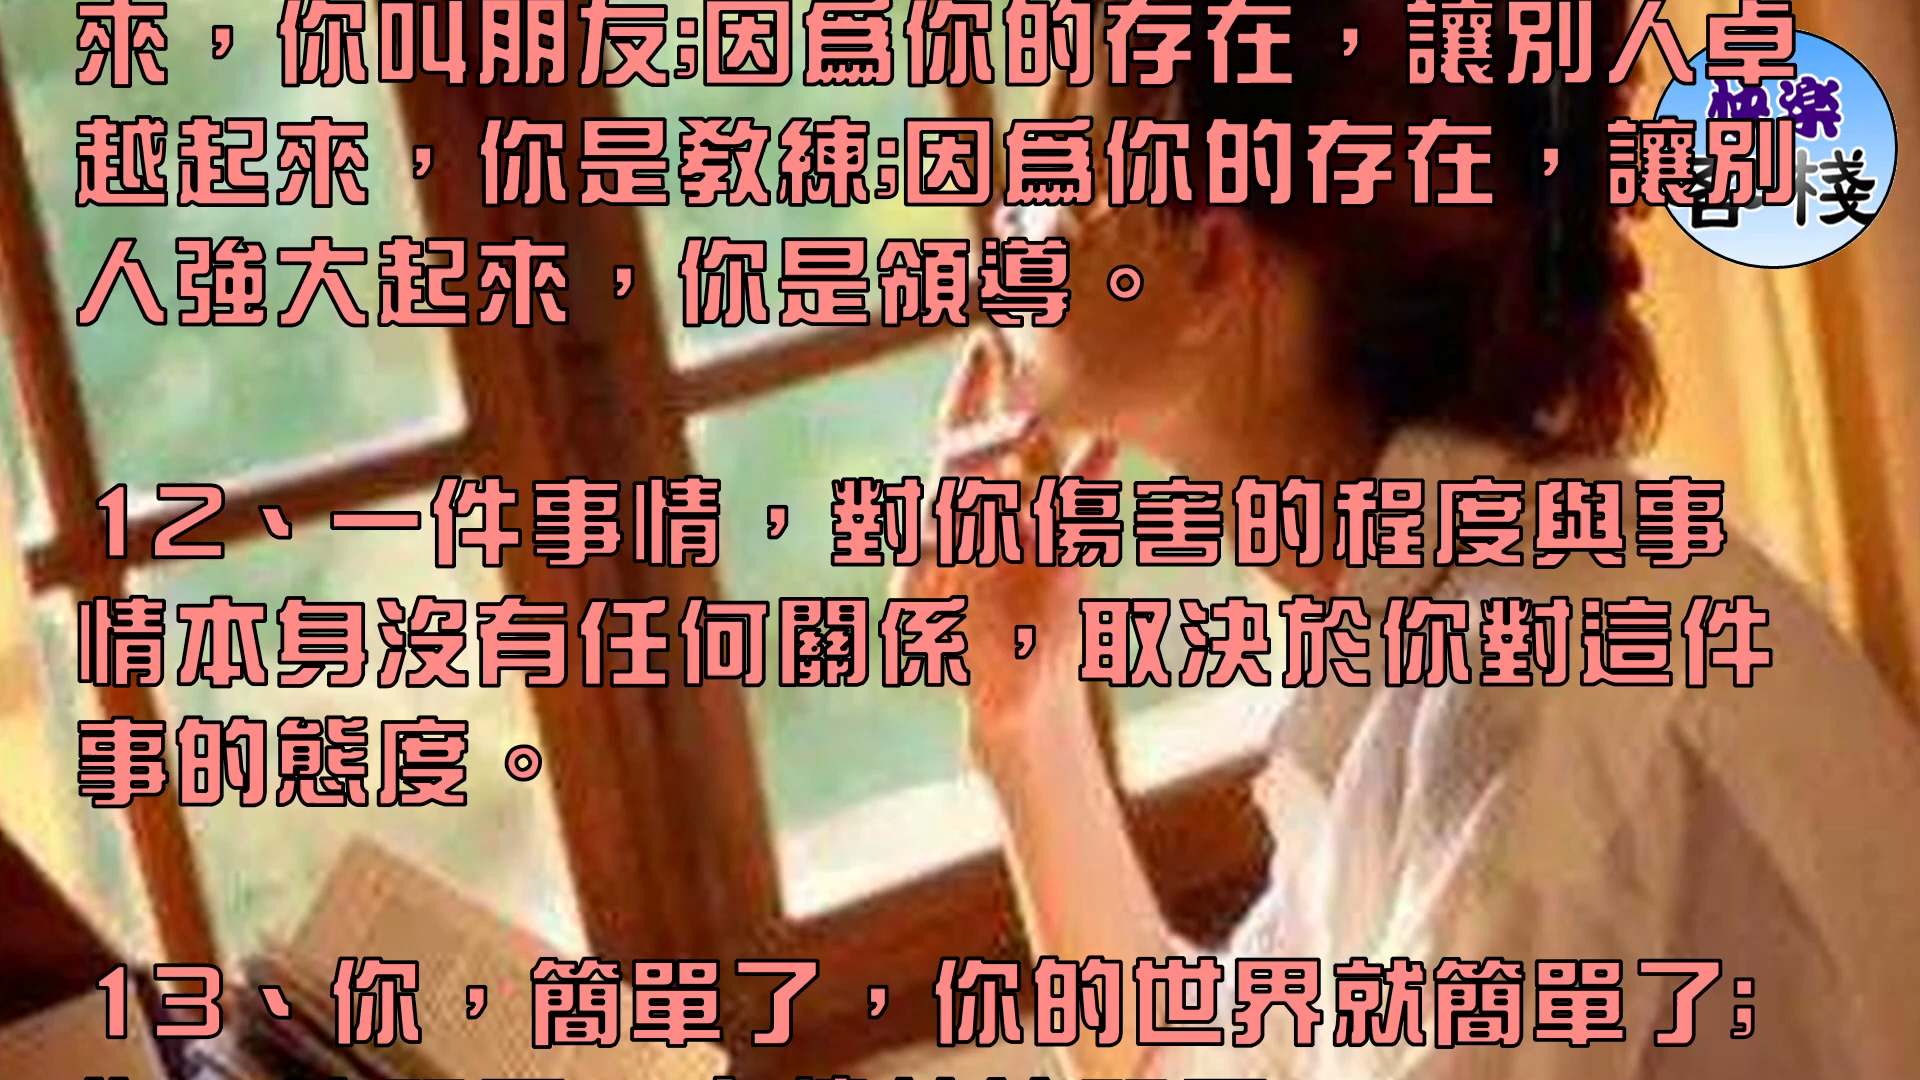 來，你叫朋友;因爲你的存在，讓別人卓
越起來，你是教練;因爲你的存在，讓別
人強大起來，你是領導。
12、一件事情，對你傷害的程度與事
情本身沒有任何關係，取決於你對這件
事的態度。
13、你，簡單了，你的世界就簡單了;
快樂
客棧